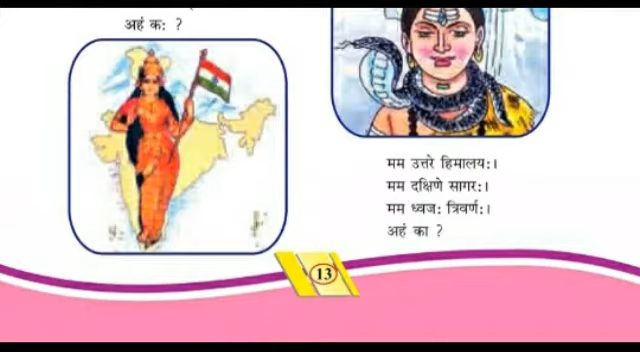 अहं कः ?
मम उत्तरे हिमालयः।
मम दक्षिणे सागरः।
मम ध्वजः त्रिवर्णः।
अहं का ?
13